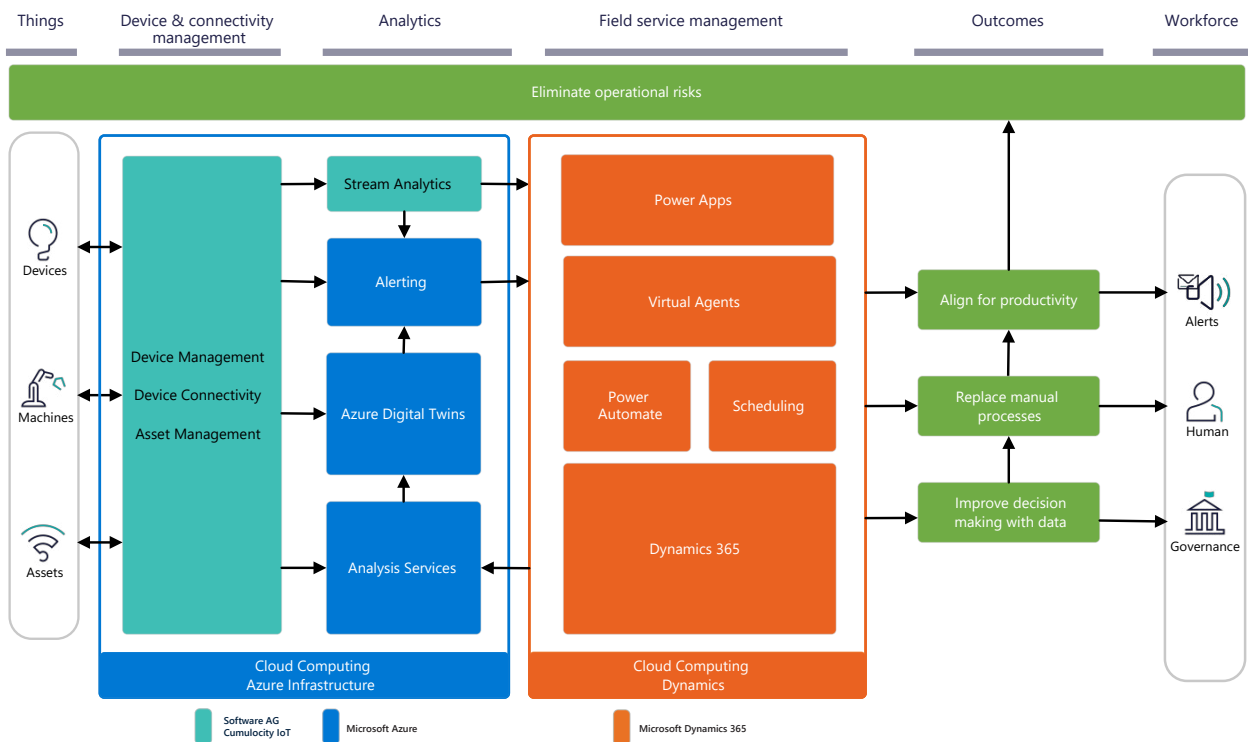 Things
Device & connectivity
management
Analytics
Field service management
Outcomes
Workforce
Eliminate operational risks
Devices
Machines
Assets
Device Management
Device Connectivity
Asset Management
Stream Analytics
Alerting
Azure Digital Twins
Analysis Services
Cloud Computing
Azure Infrastructure
Power Apps
Virtual Agents
Power
Automate
Scheduling
Dynamics 365
Cloud Computing
Dynamics
Align for productivity
Replace manual
processes
Improve decision
making with data
Alerts
Human
Governance
Software AG
Cumulocity IoT
Microsoft Azure
Microsoft Dynamics 365